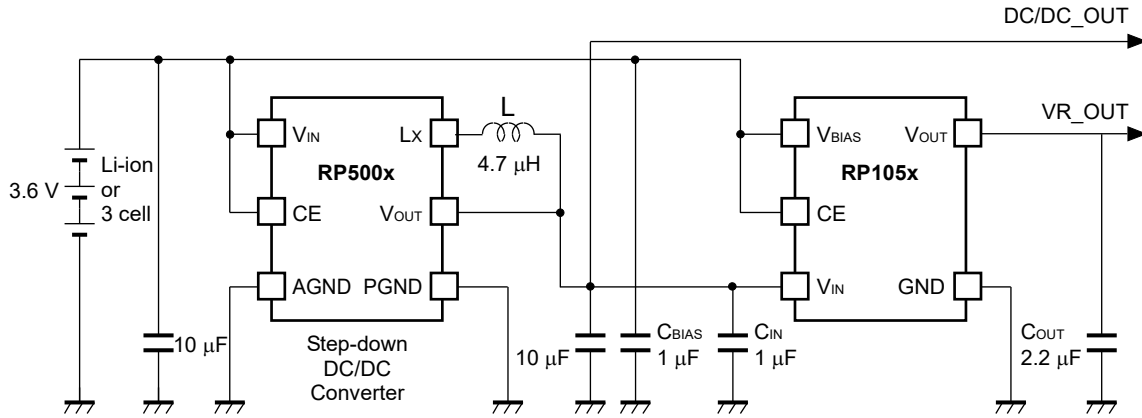 DC/DC_OUT
L
VIN
LX
4.7 μH
RP500x
VBIAS
VOUT
VR_OUT
RP105x
3.6 V
Li-ion
or
3 cell
CE
VOUT
CE
AGND
PGND
VIN
GND
10 μF
Step-down
DC/DC
Converter
10 μF
CBIAS
1 μF
CIN
1 μF
COUT
2.2 μF